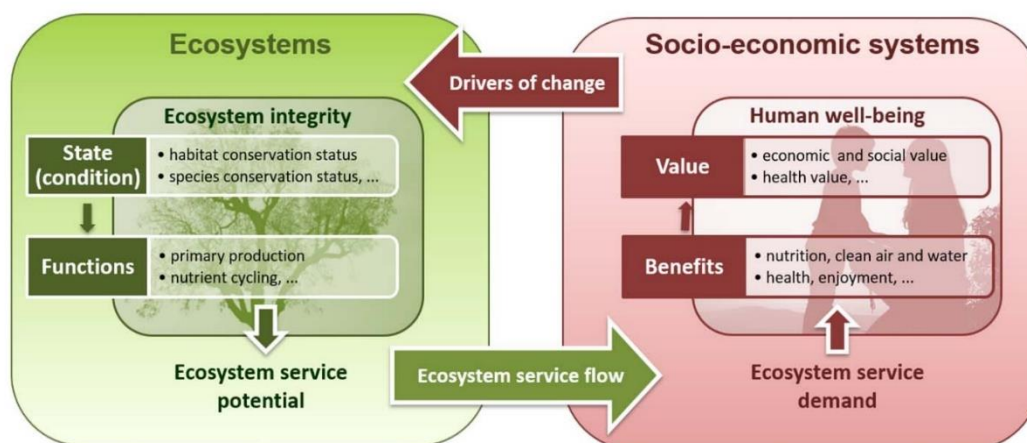 Ecosystems
Ecosystem integrity
State
(condition)
• habitat conservation status
• species conservation status, ...
Functions
• primary production
• nutrient cycling, ...
Ecosystem service
potential
Drivers of change
Ecosystem service flow
Socio-economic systems
Human well-being
Value
• economic and social value
• health value, ...
Benefits
• nutrition, clean air and water
• health, enjoyment, ...
Ecosystem service
demand